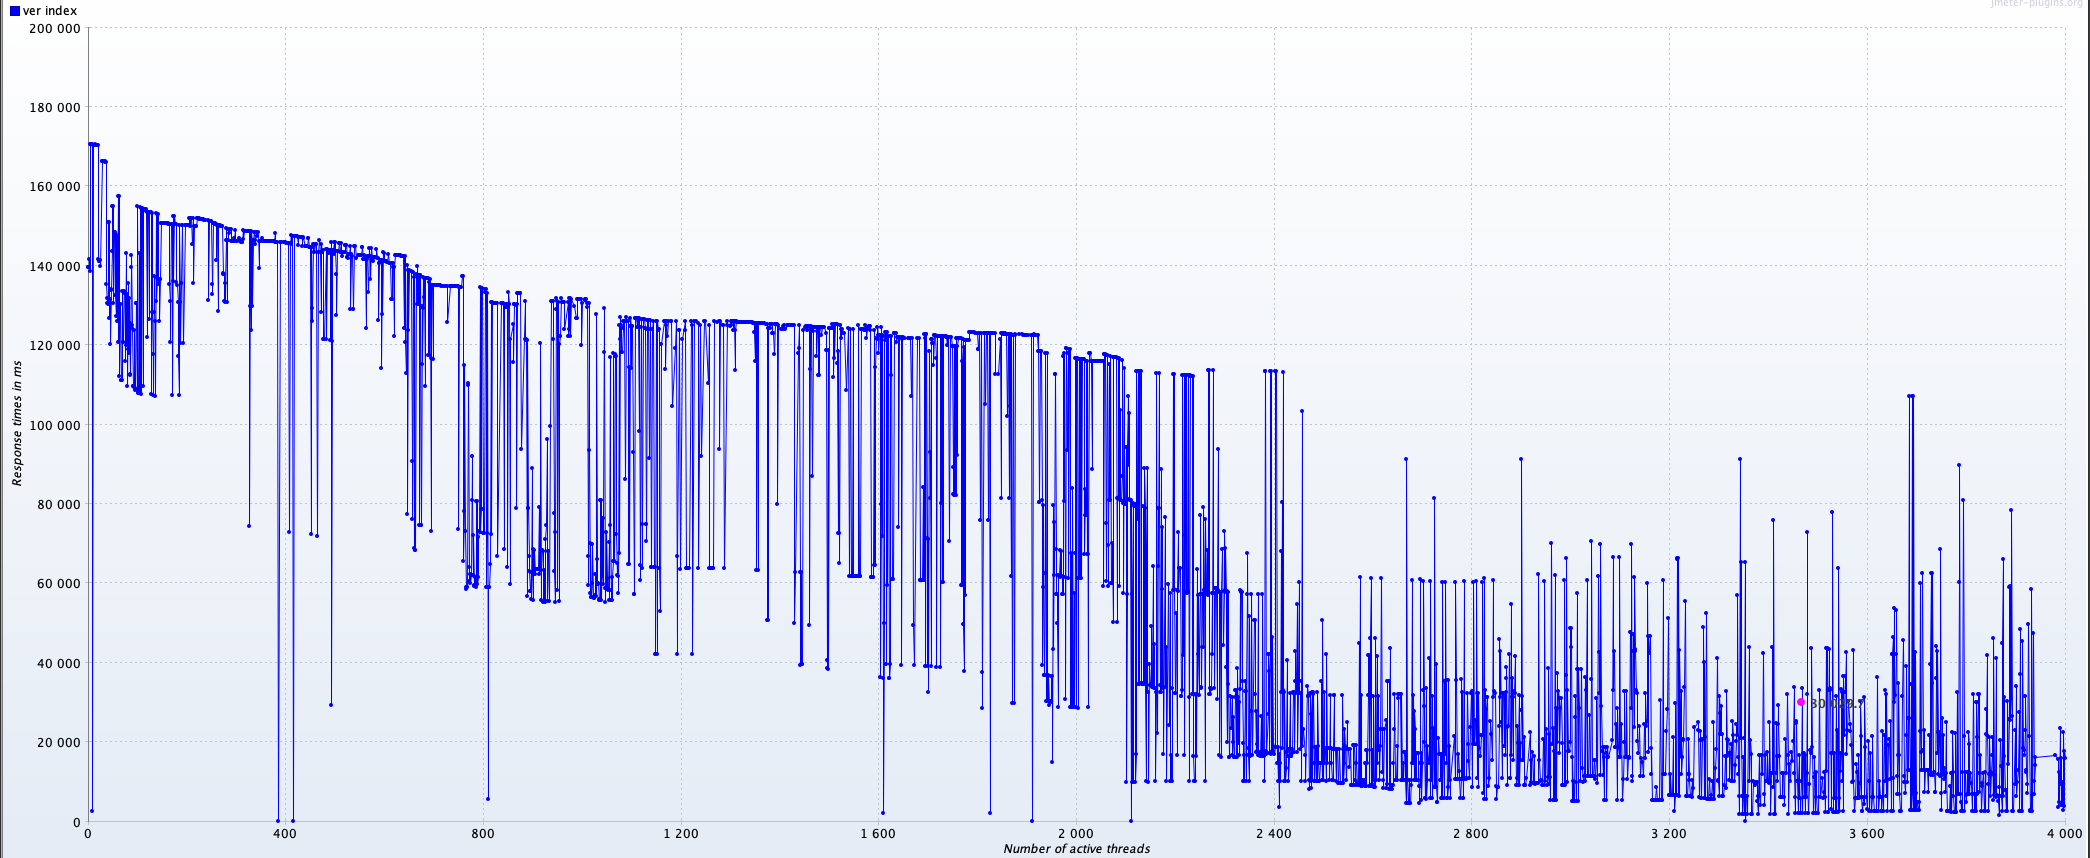 ver index
jmeter-plugins.org
200 000
180 000
160 000
140 000
120 000
100 000
80 000
60 000
40 000
20 000
0
Response times in ms
0 400 800 1 200 1 600 2 000 2 400 2 800 3 200 3 600 4 000
Number of active threads